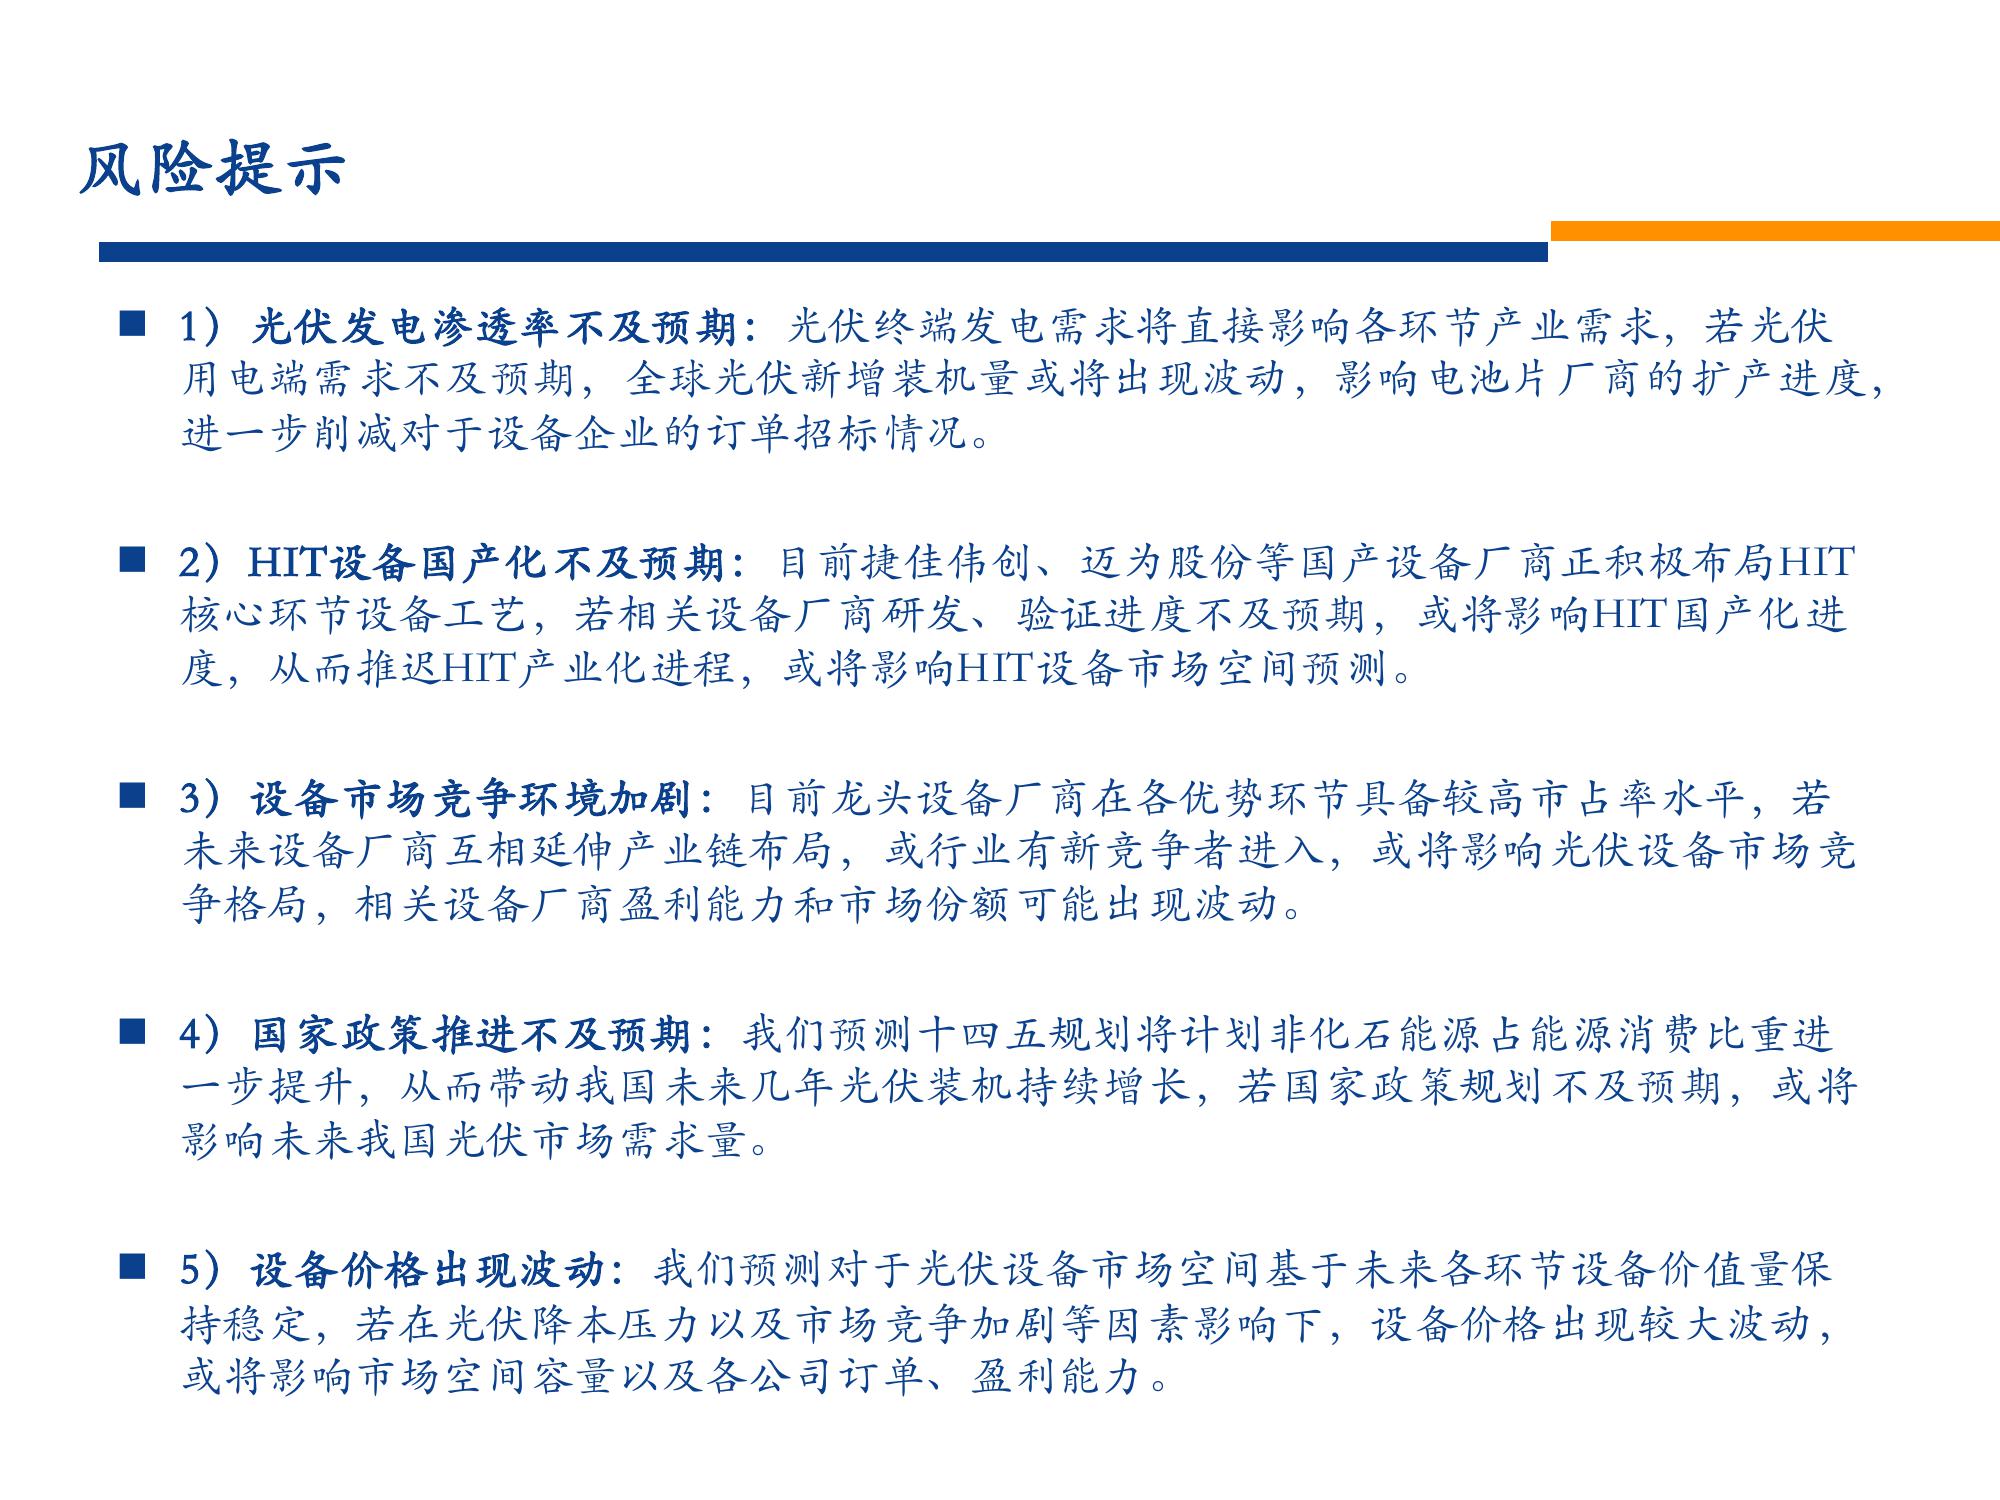 风险提示
■ 1）光伏发电渗透率不及预期：光伏终端发电需求将直接影响各环节产业需求，若光伏
用电端需求不及预期，全球光伏新增装机量或将出现波动，影响电池片厂商的扩产进度，
进一步削减对于设备企业的订单招标情况。
■ 2）HIT设备国产化不及预期：目前捷佳伟创、迈为股份等国产设备厂商正积极布局HIT
核心环节设备工艺，若相关设备厂商研发、验证进度不及预期，或将影响HIT国产化进
度，从而推迟HIT产业化进程，或将影响HIT设备市场空间预测。
■ 3）设备市场竞争环境加剧：目前龙头设备厂商在各优势环节具备较高市占率水平，若
未来设备厂商互相延伸产业链布局，或行业有新竞争者进入，或将影响光伏设备市场竞
争格局，相关设备厂商盈利能力和市场份额可能出现波动。
■ 4）国家政策推进不及预期：我们预测十四五规划将计划非化石能源占能源消费比重进
一步提升，从而带动我国未来几年光伏装机持续增长，若国家政策规划不及预期，或将
影响未来我国光伏市场需求量。
■ 5）设备价格出现波动：我们预测对于光伏设备市场空间基于未来各环节设备价值量保
持稳定，若在光伏降本压力以及市场竞争加剧等因素影响下，设备价格出现较大波动，
或将影响市场空间容量以及各公司订单、盈利能力。